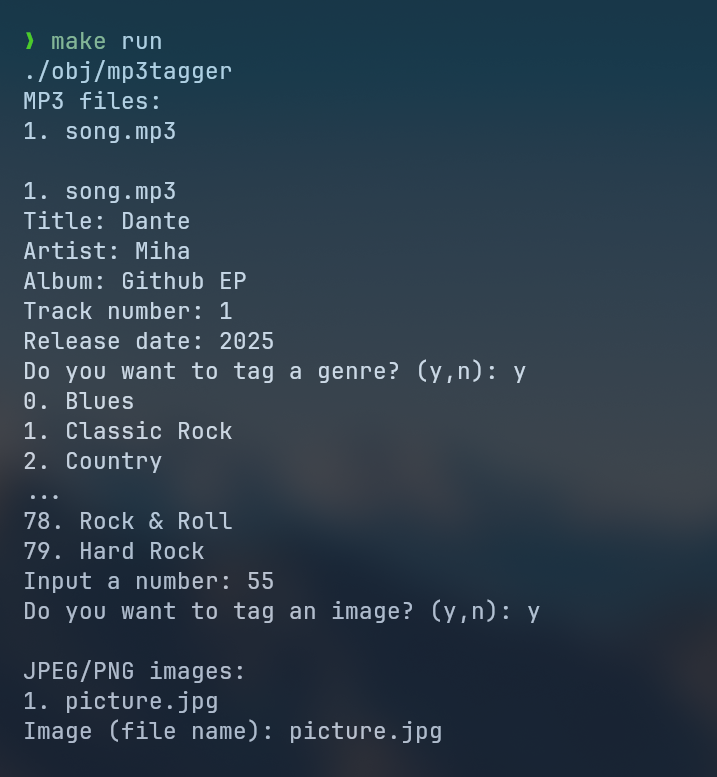 ❯ make run
./obj/mp3tagger
MP3 files:
1. song.mp3

1. song.mp3
Title: Dante
Artist: Miha
Album: Github EP
Track number: 1
Release date: 2025
Do you want to tag a genre? (y,n): y
0. Blues
1. Classic Rock
2. Country
...
78. Rock & Roll
79. Hard Rock
Input a number: 55
Do you want to tag an image? (y,n): y

JPEG/PNG images:
1. picture.jpg
Image (file name): picture.jpg